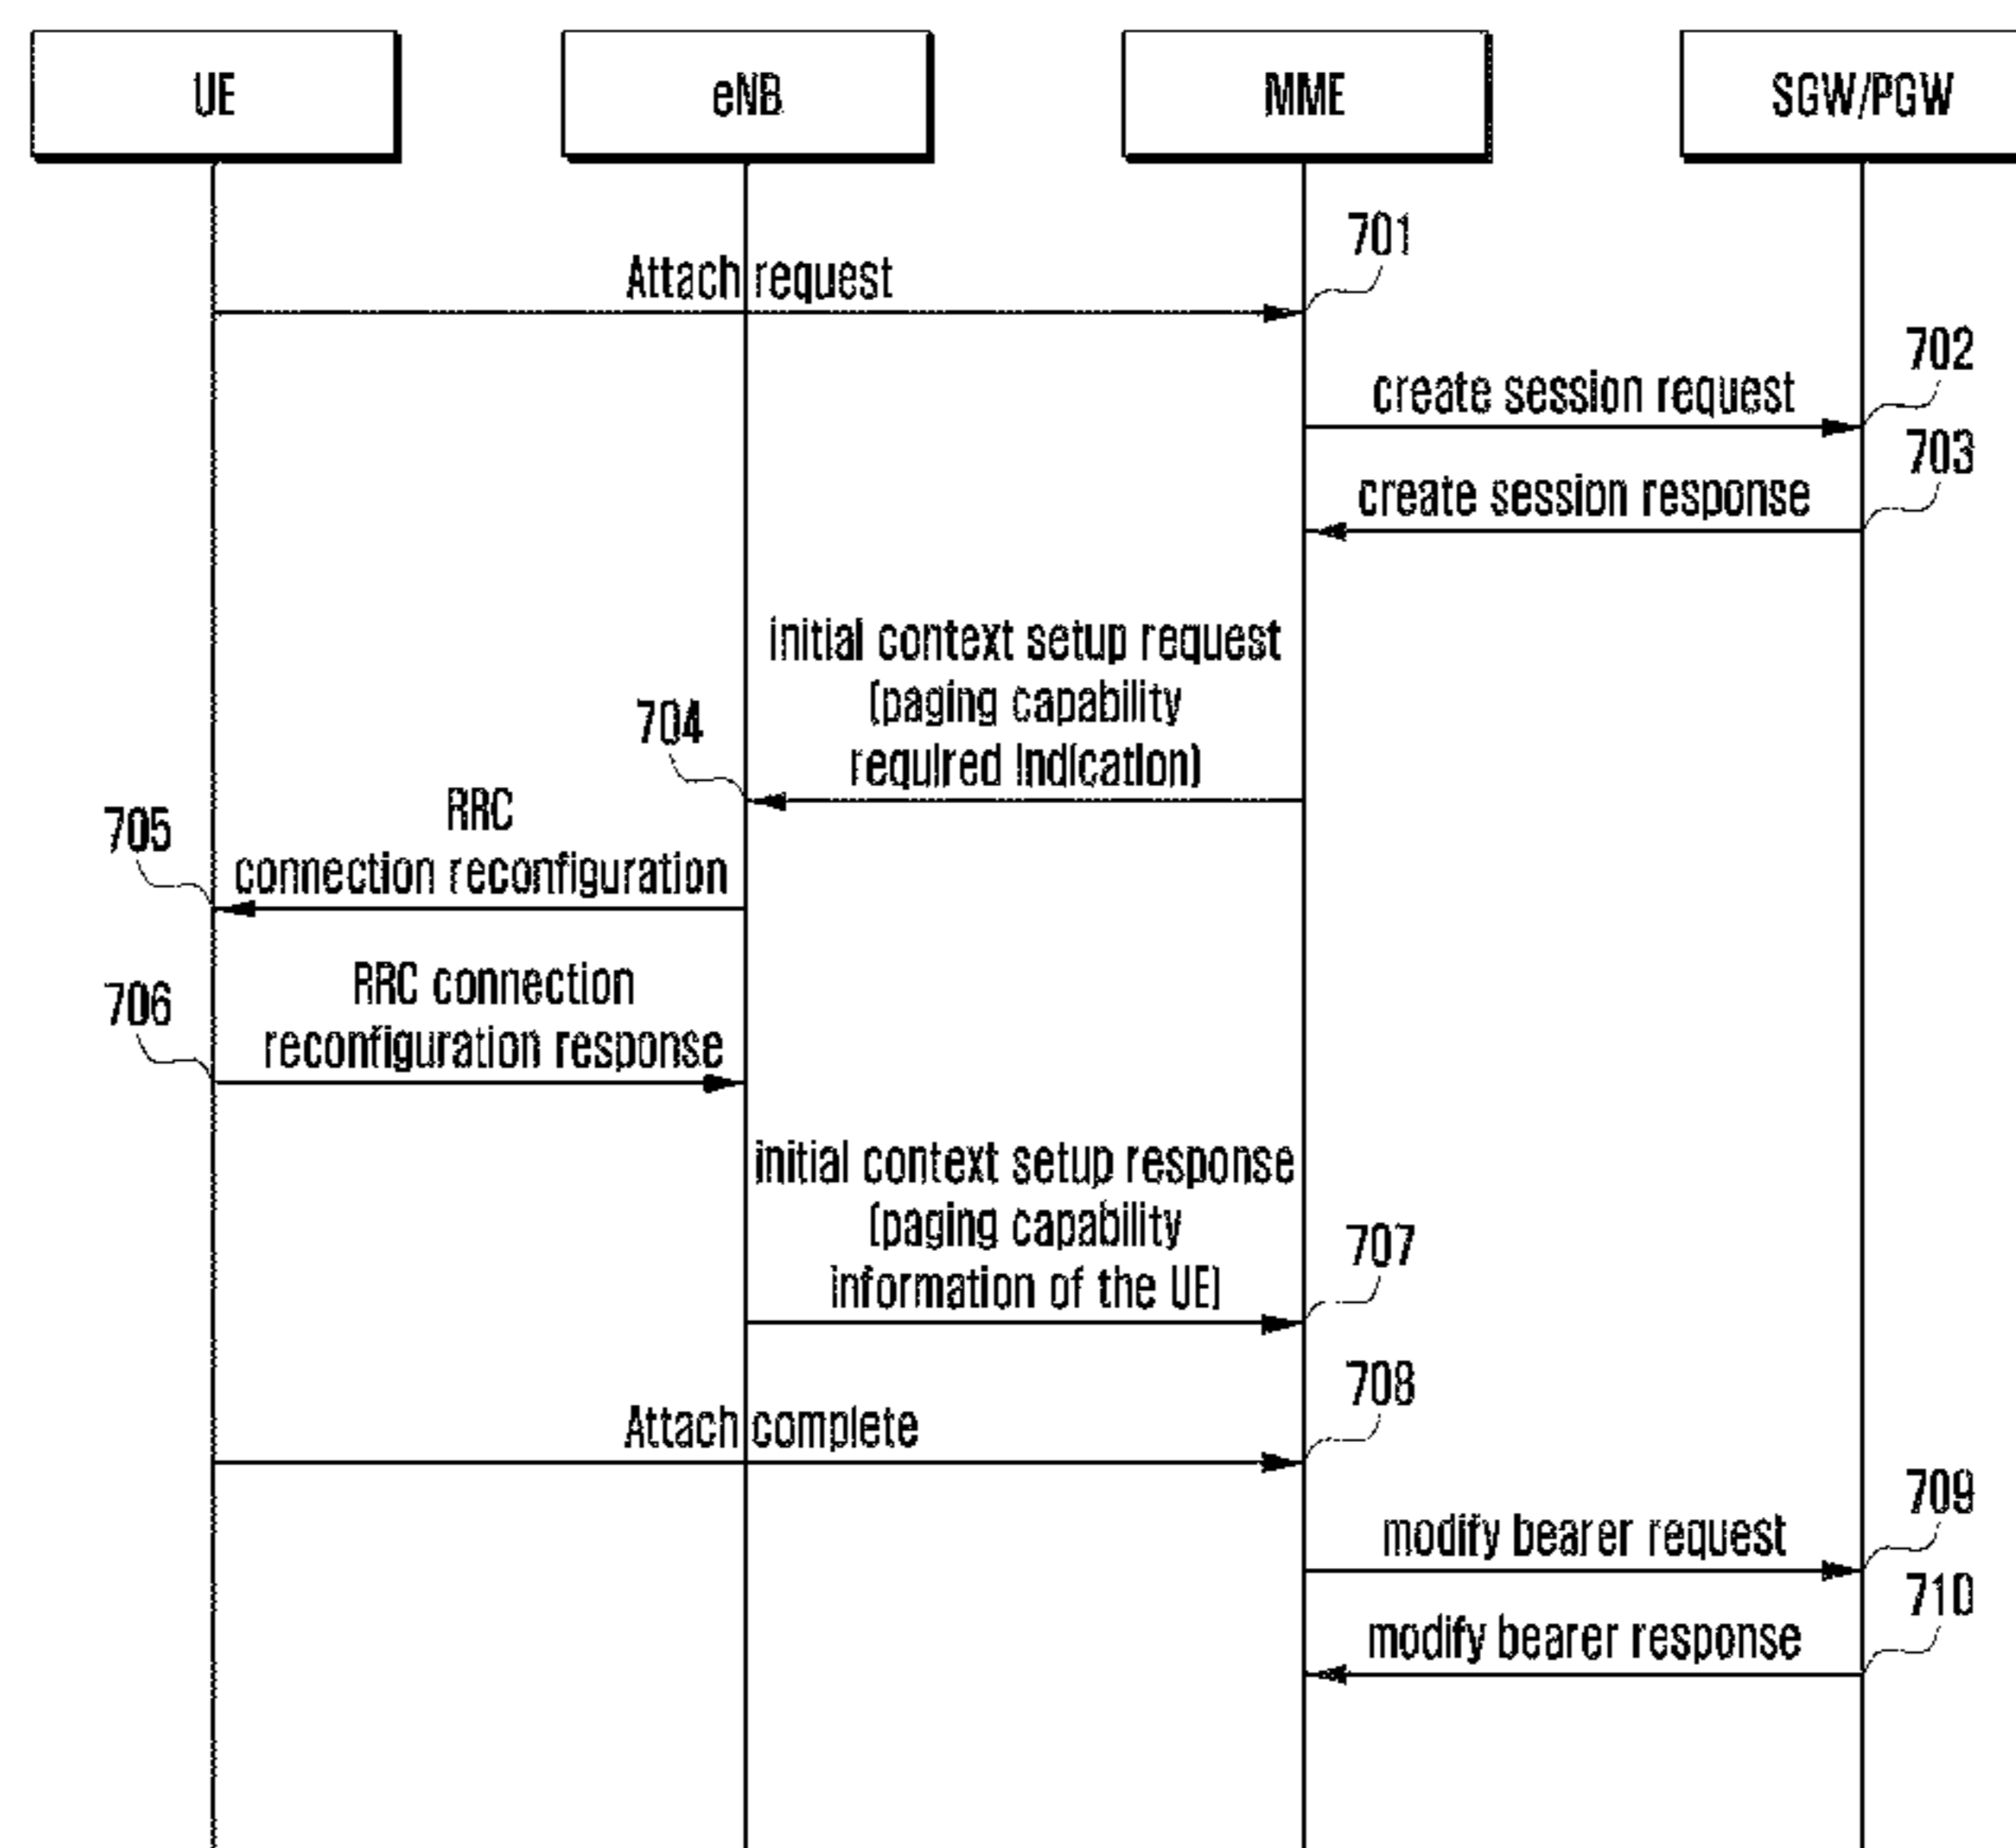 UE
eNB
MME
SGW/PGW
701
Attach request
702
create session request
703
create session response
initial context setup request
(paging capability
required indication)
704
RRC
connection reconfiguration
705
RRC connection
reconfiguration response
706
initial context setup response
(paging capability
information of the UE)
707
708
Attach complete
709
modify bearer request
710
modify bearer response